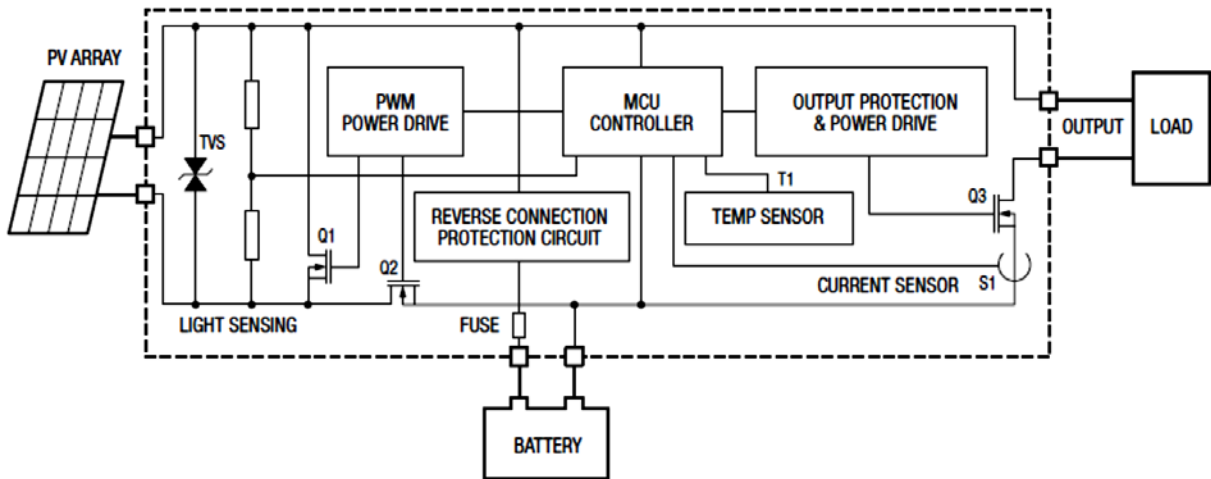 PV ARRAY
TVS
PWM
POWER DRIVE
MCU
CONTROLLER
OUTPUT PROTECTION
& POWER DRIVE
OUTPUT
LOAD
T1
TEMP SENSOR
REVERSE CONNECTION
PROTECTION CIRCUIT
Q1
Q2
Q3
CURRENT SENSOR
S1
LIGHT SENSING
FUSE
BATTERY